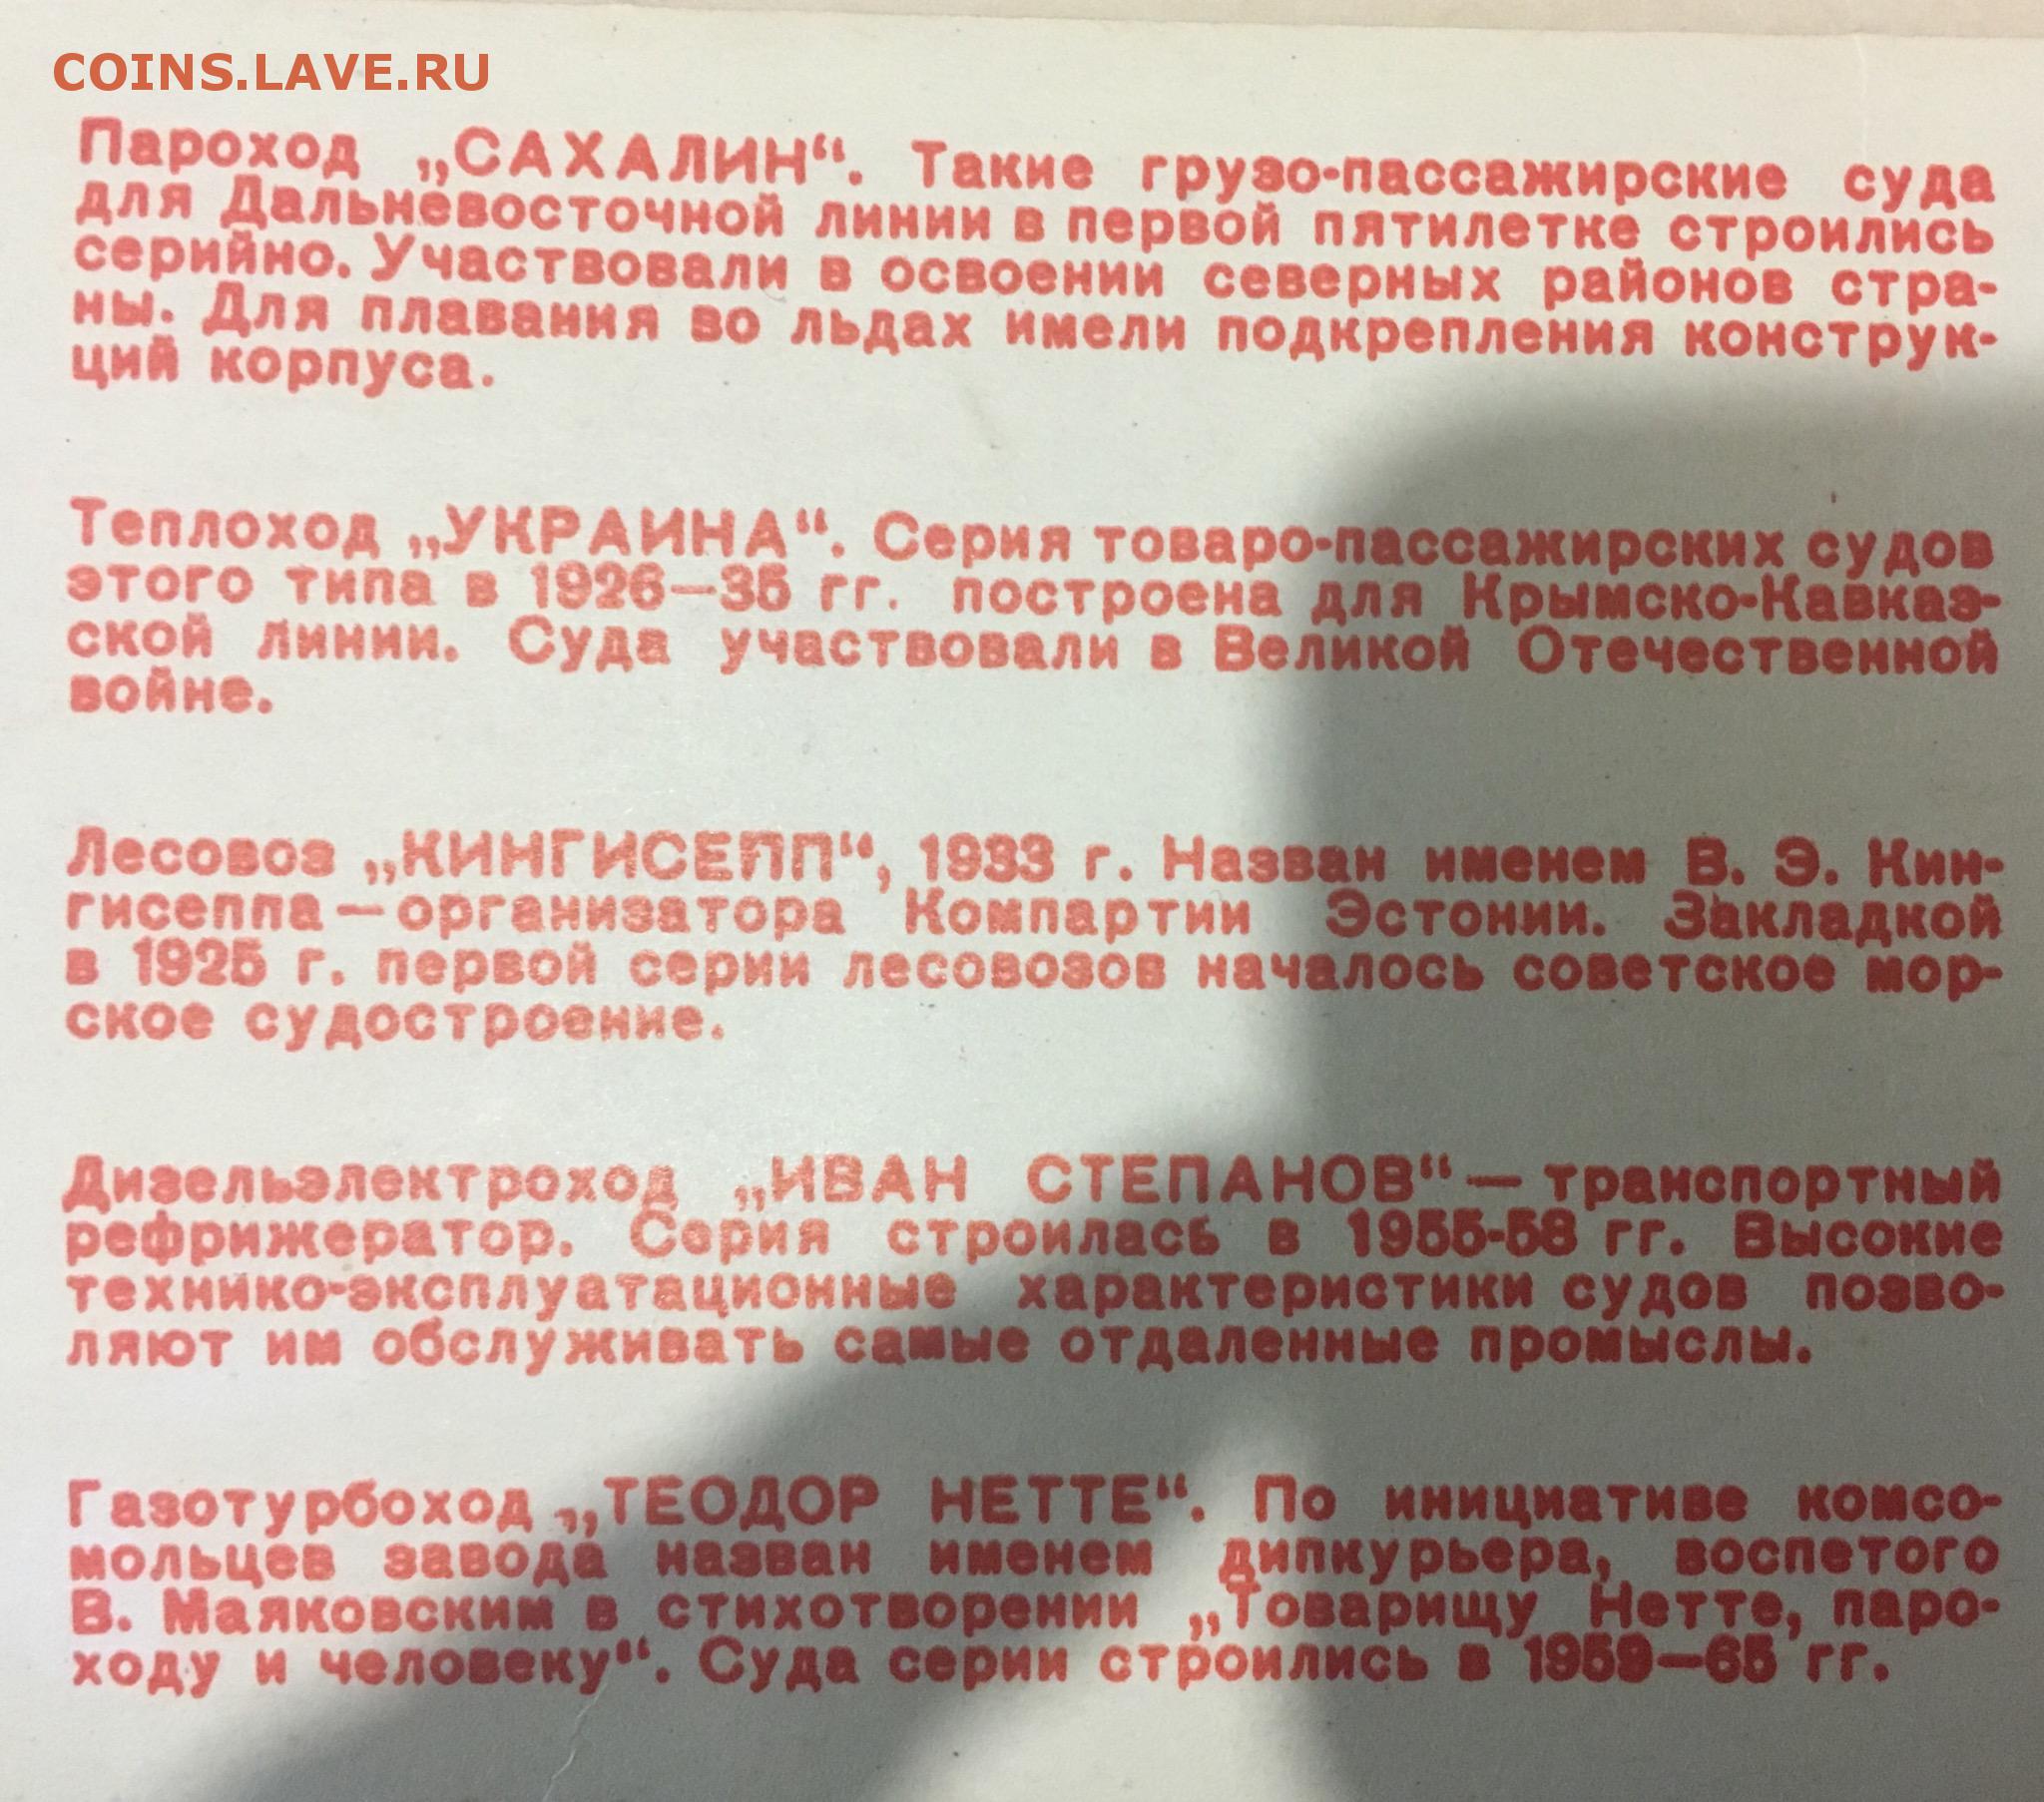 COINS.LAVE.RU
Пароход „САХАЛИН“. Такие грузо-пассажирские суда
для Дальневосточной линии в первой пятилетке строились
серийно. Участвовали в освоении северных районов стра-
ны. Для плавания во льдах имели подкрепления конструк-
ций корпуса.
Теплоход „УКРАИНА“. Серия товаро-пассажирских судов
этого типа в 1926—35 гг. построена для Крымско-Кавказ-
ской линии. Суда участвовали в Великой Отечественной
войне.
Лесовоз „КИНГИСЕПП“, 1933 г. Назван именем В. Э. Кин-
гисеппа—организатора Компартии Эстонии. Закладкой
в 1925 г. первой серии лесовозов началось советское мор-
ское судостроение.
Дизельэлектроход „ИВАН СТЕПАНОВ“—транспортный
рефрижератор. Серия строилась в 1955-58 гг. Высокие
технико-эксплуатационные характеристики судов позво-
ляют им обслуживать самые отдаленные промыслы.
Газотурбоход „ТЕОДОР НЕТТЕ“. По инициативе комсо-
мольцев завода назван именем дипкурьера, воспетого
В. Маяковским в стихотворении „Товарищу Нетте, паро-
ходу и человеку“. Суда серии строились в 1959—65 гг.